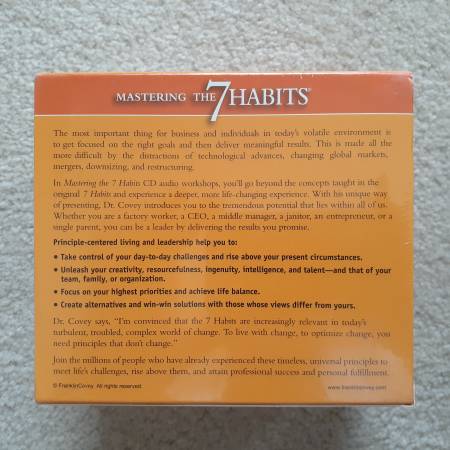 MASTERING THE 7 HABITS®
The most important thing for business and individuals in today's volatile environment is
to get focused on the right goals and then deliver meaningful results. This is made all the
more difficult by the distractions of technological advances, changing global markets,
mergers, downsizing, and restructuring.
In Mastering the 7 Habits CD audio workshops, you'll go beyond the concepts taught in the
original 7 Habits and experience a deeper, more life-changing experience. With his unique way
of presenting, Dr. Covey introduces you to the tremendous potential that lies within all of us.
Whether you are a factory worker, a CEO, a middle manager, a janitor, an entrepreneur, or a
single parent, you can be a leader by delivering the results you promise.
Principle-centered living and leadership help you to:
• Take control of your day-to-day challenges and rise above your present circumstances.
• Unleash your creativity, resourcefulness, ingenuity, intelligence, and talent—and that of your
team, family, or organization.
• Focus on your highest priorities and achieve life balance.
• Create alternatives and win-win solutions with those whose views differ from yours.
Dr. Covey says, "I'm convinced that the 7 Habits are increasingly relevant in today's
turbulent, troubled, complex world of change. To live with change, to optimize change, you
need principles that don't change."
Join the millions of people who have already experienced these timeless, universal principles to
meet life's challenges, rise above them, and attain professional success and personal fulfillment.
© FranklinCovey. All rights reserved.
www.franklincovey.com